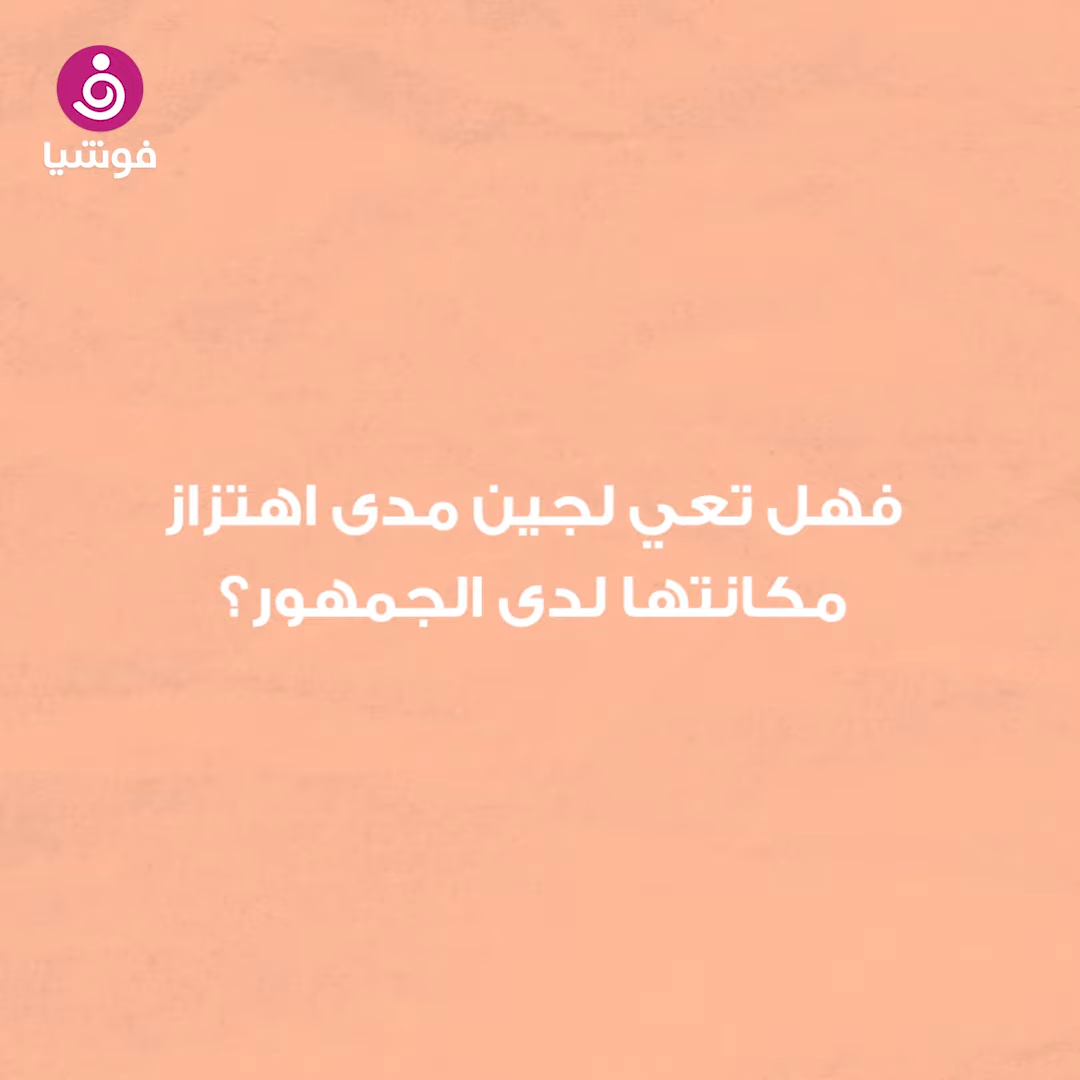 فوشيا
فهل تعي لجين مدى اهتزاز
مكانتها لدى الجمهور؟